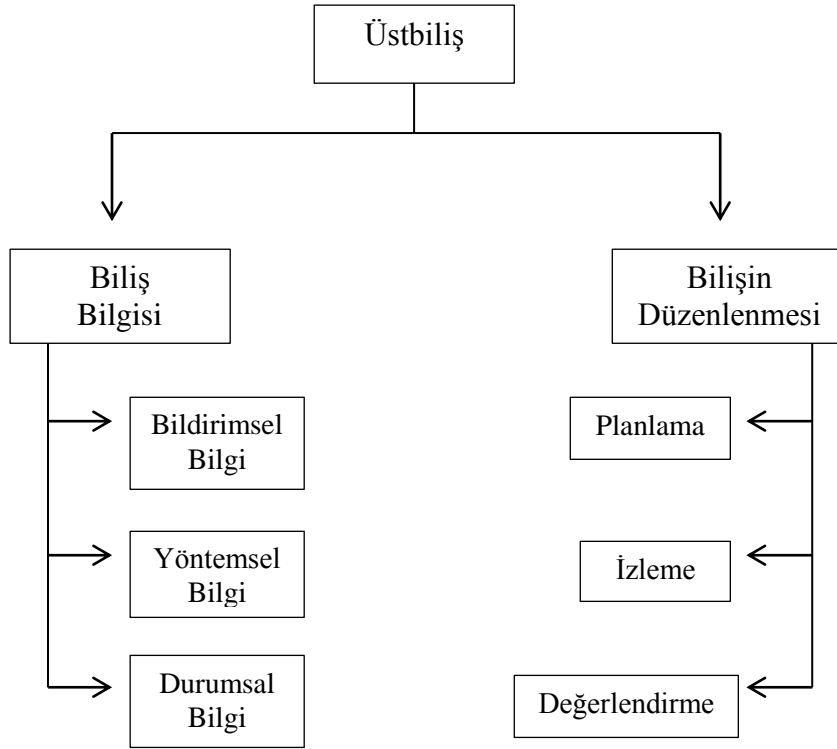 Üstbiliş
Biliş
Bilgisi
Bilişin
Düzenlenmesi
Bildirimsel
Bilgi
Planlama
Yöntemsel
Bilgi
İzleme
Durumsal
Bilgi
Değerlendirme